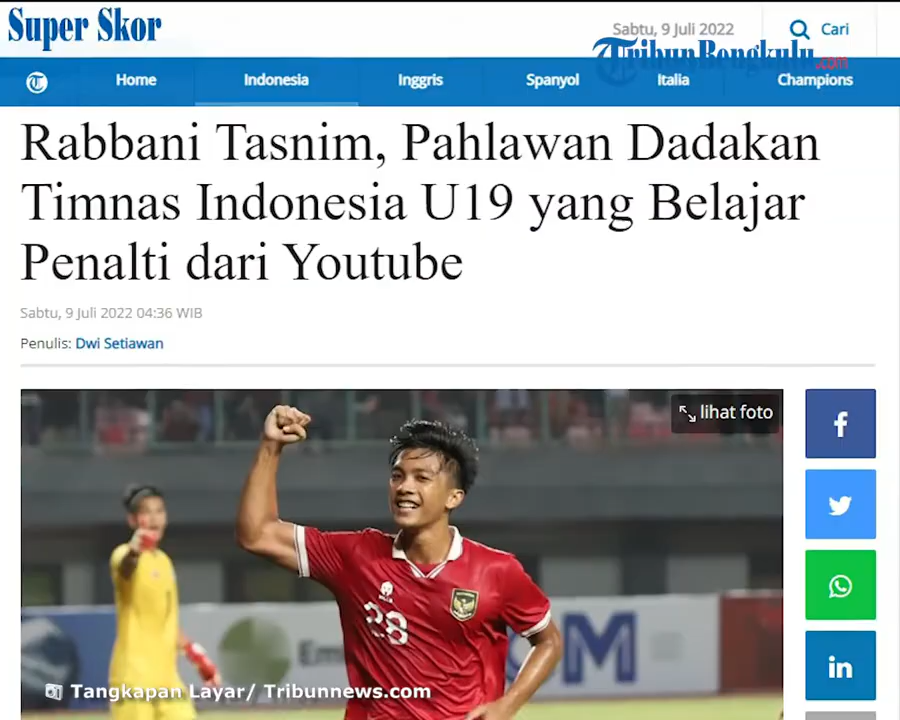 Super Skor
Sabtu, 9 Juli 2022
Cari
TribunBengkulu.com
Home Indonesia Inggris Spanyol Italia Champions
Rabbani Tasnim, Pahlawan Dadakan
Timnas Indonesia U19 yang Belajar
Penalti dari Youtube
Sabtu, 9 Juli 2022 04:36 WIB
Penulis: Dwi Setiawan
lihat foto
28
Tangkapan Layar/ Tribunnews.com